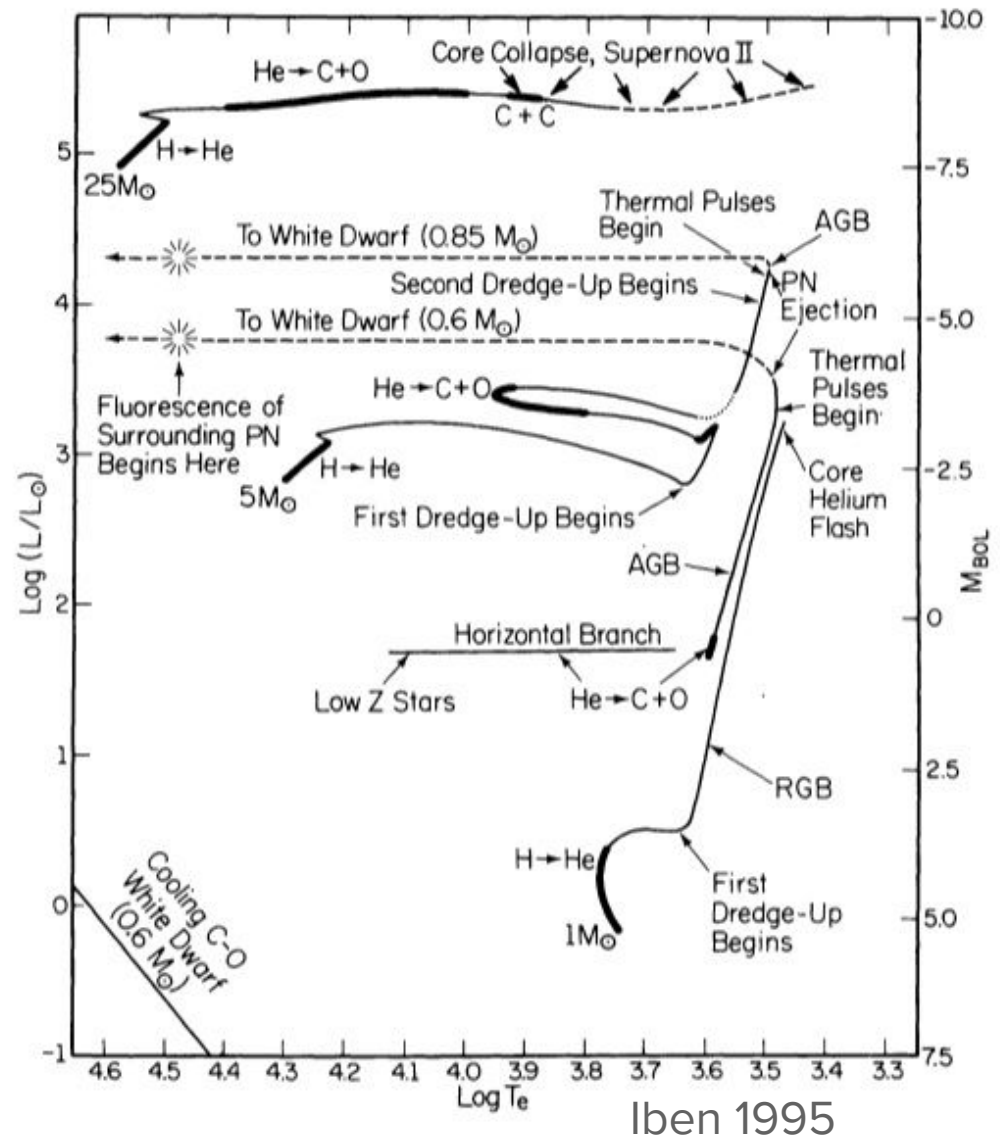 -10.0
Core Collapse, Supernova II
He→C+O
C + C
H→He
5
-7.5
25M⊙
Thermal Pulses
Begin
AGB
To White Dwarf (0.85 M⊙)
Second Dredge-Up Begins
PN
Ejection
4
-5.0
To White Dwarf (0.6 M⊙)
Thermal
Pulses
Begin
He→C+O
Fluorescence of
Surrounding PN
Begins Here
3
H→He
-2.5
5M⊙
First Dredge-Up Begins
Core
Helium
Flash
Log (L/L⊙)
MBOL
AGB
2
0
Horizontal Branch
Low Z Stars
He→C+O
1
2.5
RGB
H→He
First
Dredge-Up
Begins
0
5.0
1M⊙
Cooling C-O
White Dwarf
(0.6 M⊙)
-1
7.5
4.6 4.5 4.4 4.3 4.2 4.1 4.0 3.9 3.8 3.7 3.6 3.5 3.4 3.3
Log Te
Iben 1995